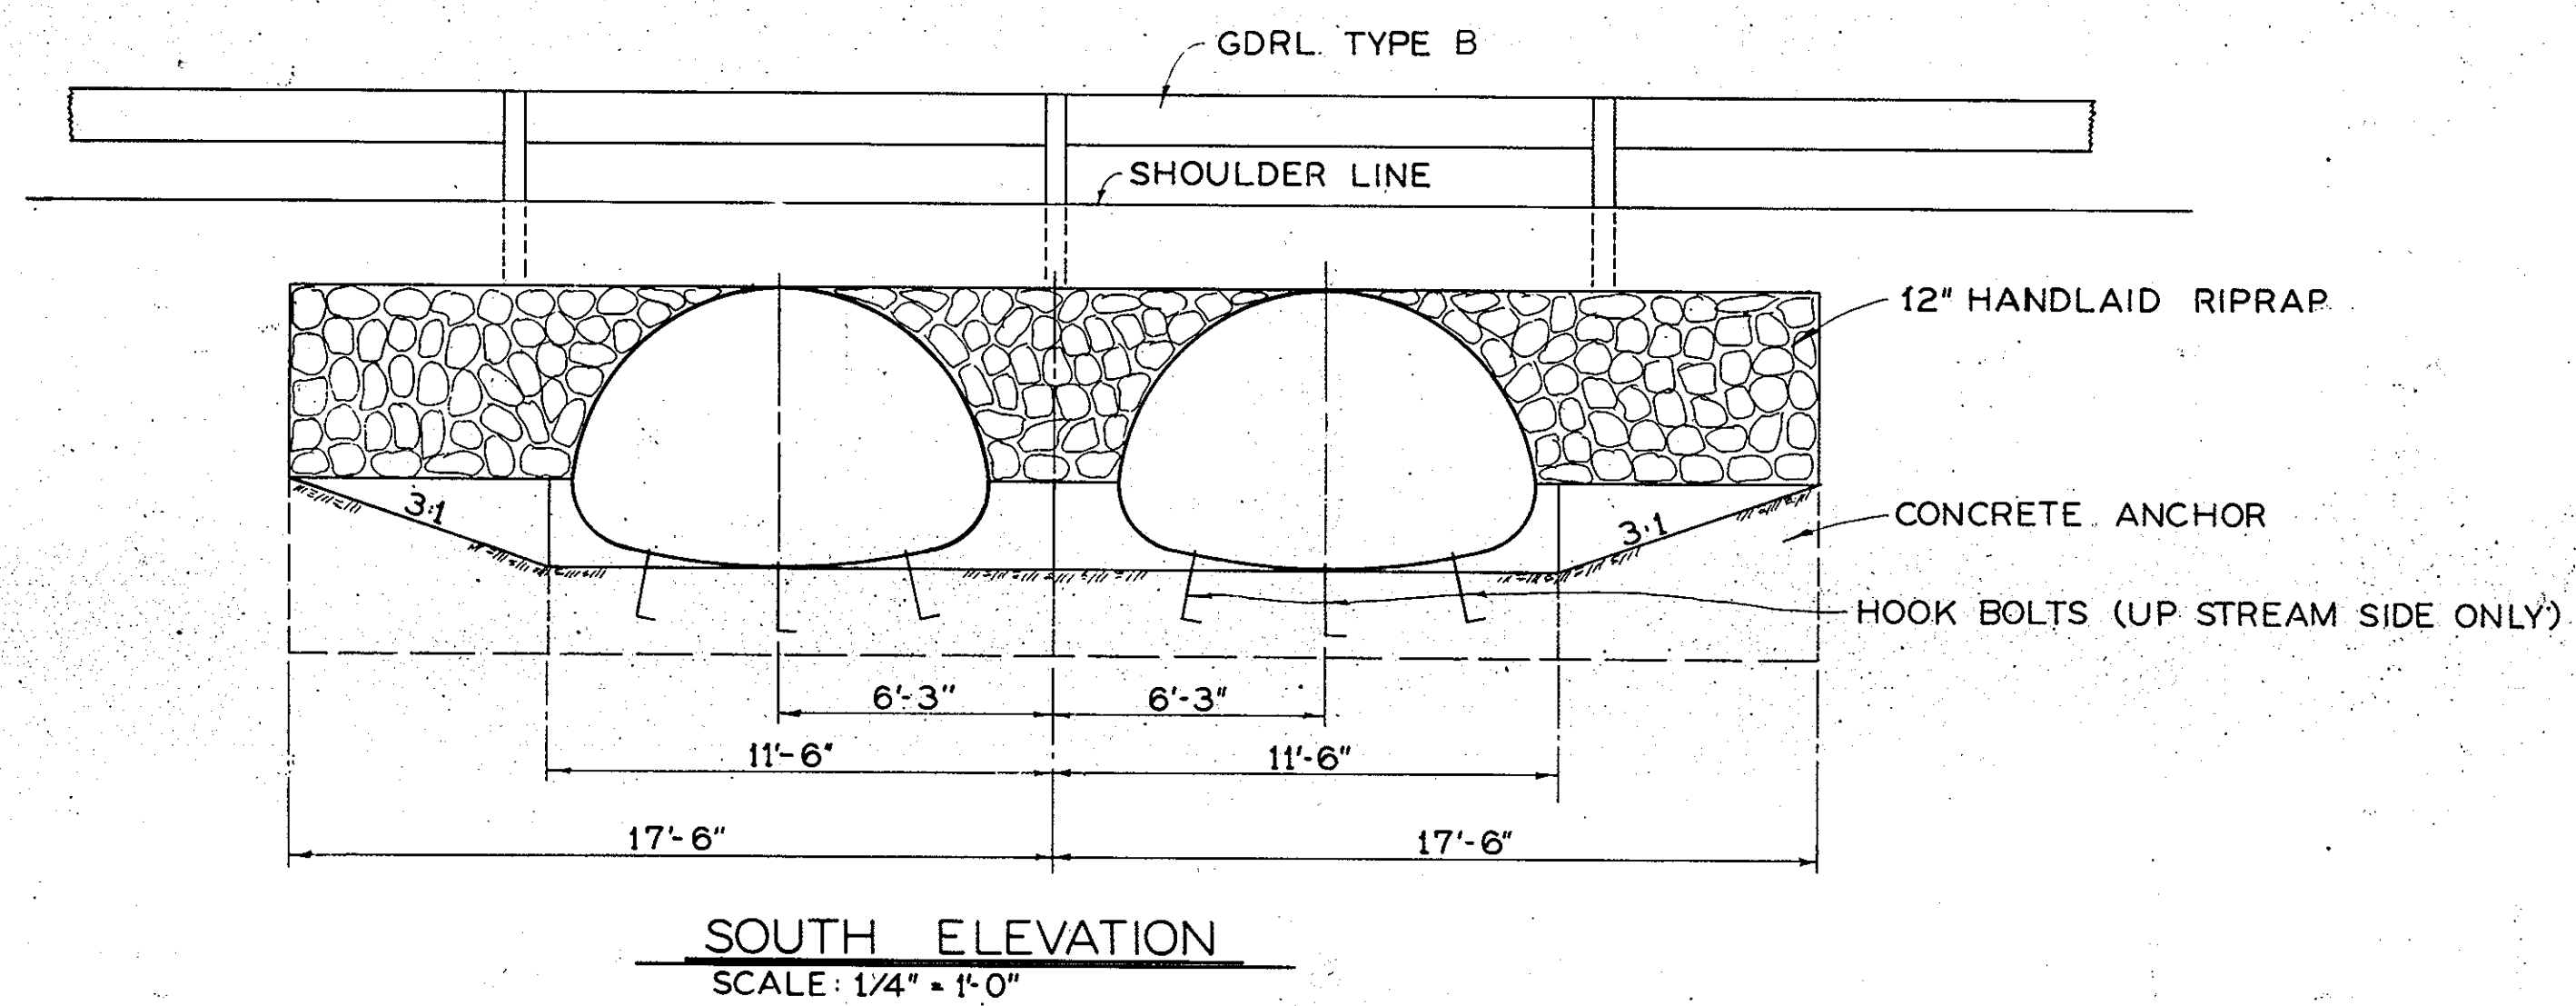 GDRL. TYPE B
SHOULDER LINE
12" HANDLAID RIPRAP
3:1
3:1
CONCRETE ANCHOR
HOOK BOLTS (UP STREAM SIDE ONLY)
6'-3" 6'-3"
11'-6" 11'-6"
17'-6" 17'-6"
SOUTH ELEVATION
SCALE: 1/4" = 1'-0"